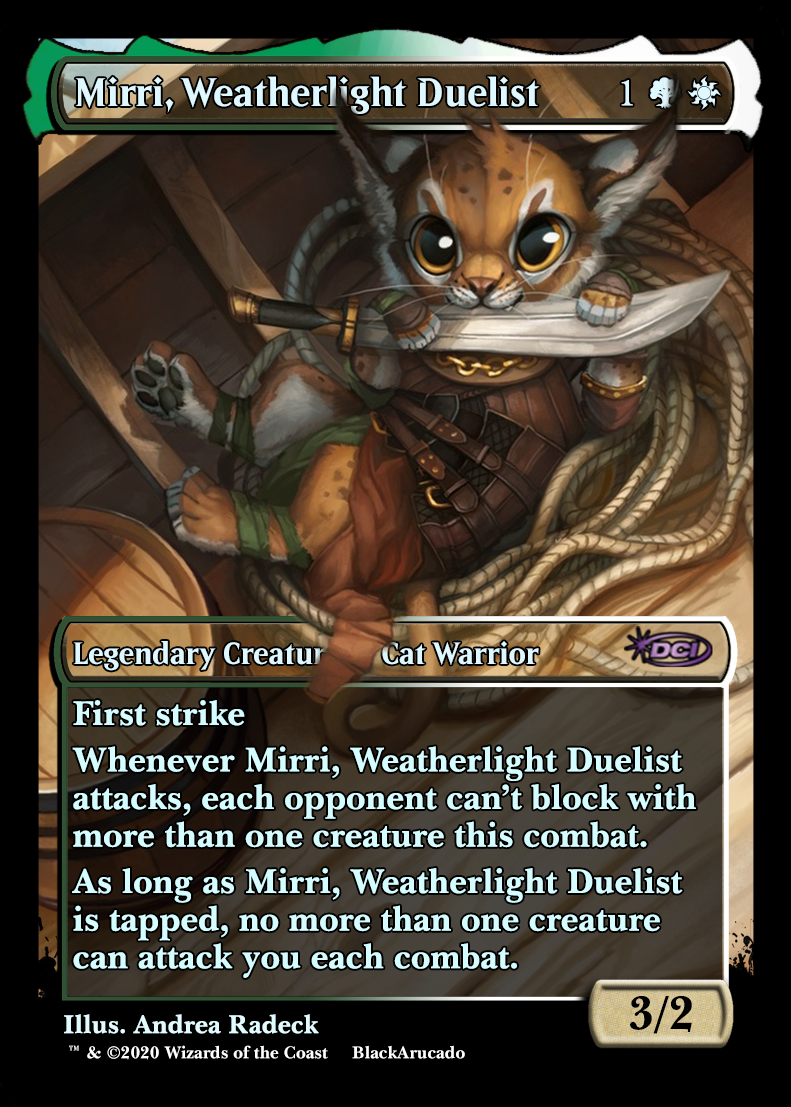 Mirri, Weatherlight Duelist 1
Legendary Creatur Cat Warrior DCI
First strike
Whenever Mirri, Weatherlight Duelist
attacks, each opponent can't block with
more than one creature this combat.
As long as Mirri, Weatherlight Duelist
is tapped, no more than one creature
can attack you each combat.
3/2
Illus. Andrea Radeck
™ & ©2020 Wizards of the Coast BlackArucado